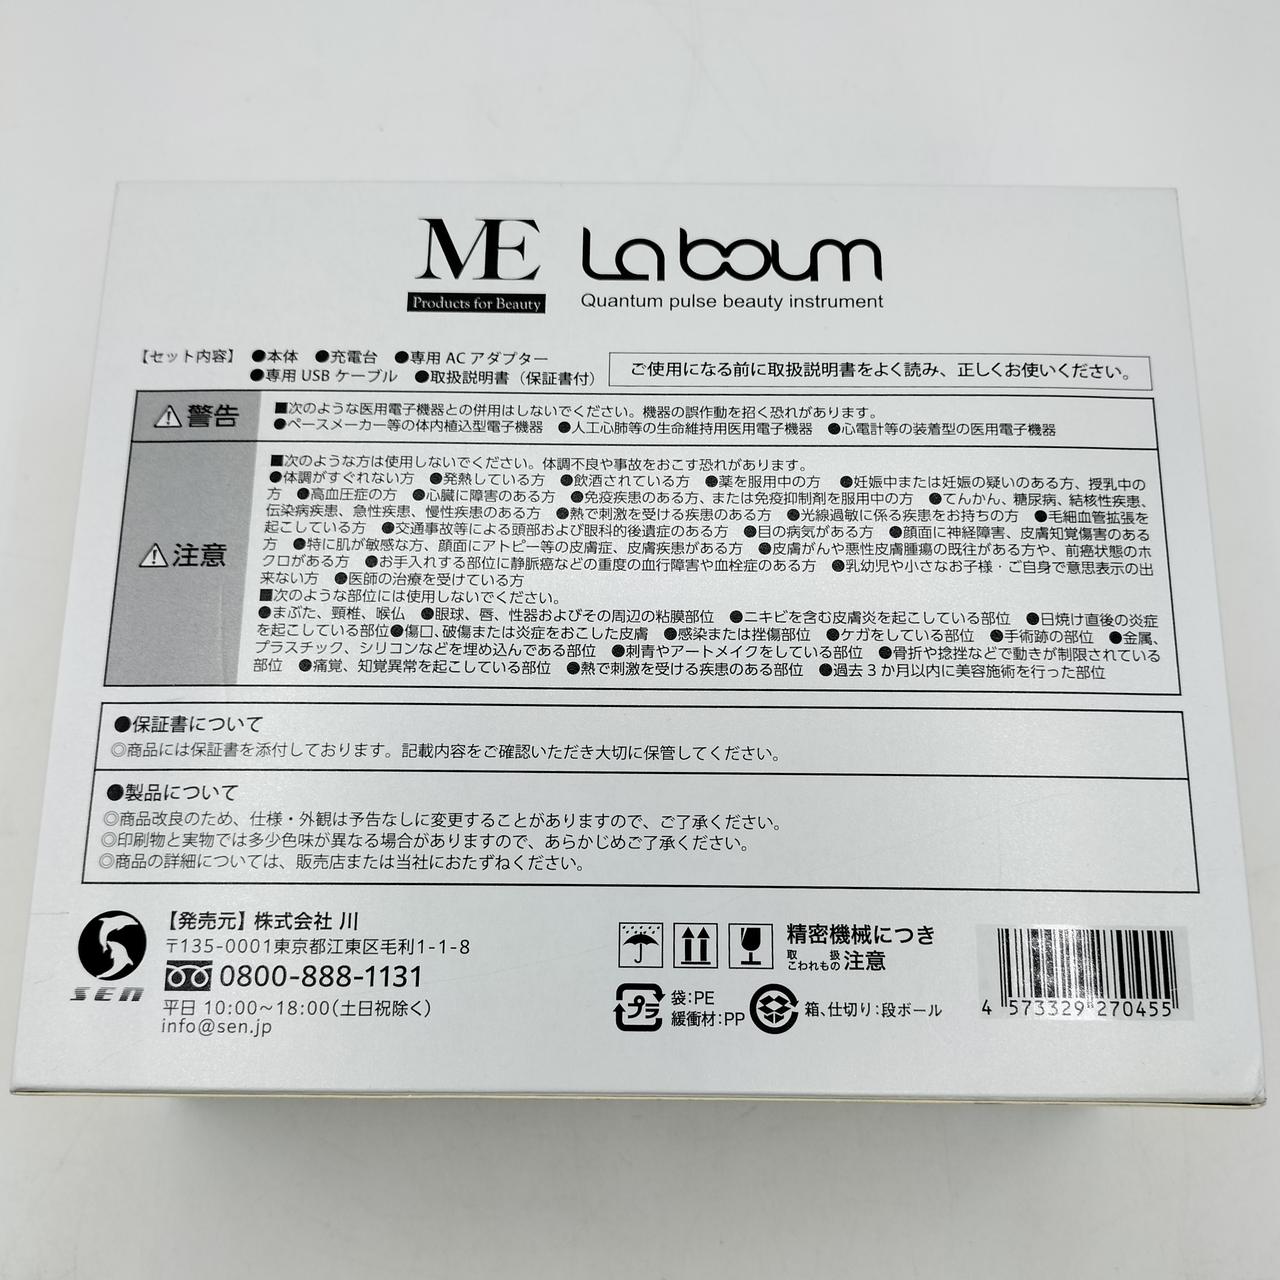 ME
Products for Beauty
La boum
Quantum pulse beauty instrument
【セット内容】 ●本体 ●充電台 ●専用 AC アダプター
●専用 USB ケーブル ●取扱説明書（保証書付）
ご使用になる前に取扱説明書をよく読み、正しくお使いください。
警告
■次のような医用電子機器との併用はしないでください。機器の誤作動を招く恐れがあります。
●ペースメーカー等の体内植込型電子機器 ●人工心肺等の生命維持用医用電子機器 ●心電計等の装着型の医用電子機器
注意
■次のような方は使用しないでください。体調不良や事故をおこす恐れがあります。
●体調がすぐれない方 ●発熱している方 ●飲酒されている方 ●薬を服用中の方 ●妊娠中または妊娠の疑いのある方、授乳中の
方 ●高血圧症の方 ●心臓に障害のある方 ●免疫疾患のある方、または免疫抑制剤を服用中の方 ●てんかん、糖尿病、結核性疾患、
伝染病疾患、急性疾患、慢性疾患のある方 ●熱で刺激を受ける疾患のある方 ●光線過敏に係る疾患をお持ちの方 ●毛細血管拡張を
起こしている方 ●交通事故等による頭部および眼科的後遺症のある方 ●目の病気がある方 ●顔面に神経障害、皮膚知覚傷害のある
方 ●特に肌が敏感な方、顔面にアトピー等の皮膚症、皮膚疾患がある方 ●皮膚がんや悪性皮膚腫瘍の既往がある方や、前癌状態のホ
クロがある方 ●お手入れする部位に静脈癌などの重度の血行障害や血栓症のある方 ●乳幼児や小さなお子様・ご自身で意思表示の出
来ない方 ●医師の治療を受けている方
■次のような部位には使用しないでください。
●まぶた、頸椎、喉仏 ●眼球、唇、性器およびその周辺の粘膜部位 ●ニキビを含む皮膚炎を起こしている部位 ●日焼け直後の炎症
を起こしている部位●傷口、破傷または炎症をおこした皮膚 ●感染または挫傷部位 ●ケガをしている部位 ●手術跡の部位 ●金属、
プラスチック、シリコンなどを埋め込んである部位 ●刺青やアートメイクをしている部位 ●骨折や捻挫などで動きが制限されている
部位 ●痛覚、知覚異常を起こしている部位 ●熱で刺激を受ける疾患のある部位 ●過去 3 か月以内に美容施術を行った部位
●保証書について
◎商品には保証書を添付しております。記載内容をご確認いただき大切に保管してください。
●製品について
◎商品改良のため、仕様・外観は予告なしに変更することがありますので、ご了承ください。
◎印刷物と実物では多少色味が異なる場合がありますので、あらかじめご了承ください。
◎商品の詳細については、販売店または当社におたずねください。
SEN
【発売元】株式会社 川
〒135-0001東京都江東区毛利1-1-8
0800-888-1131
平日 10:00～18:00(土日祝除く)
info@sen.jp
精密機械につき
取扱注意
こわれもの
プラ
袋：PE
緩衝材：PP
箱、仕切り：段ボール
4 573329 270455